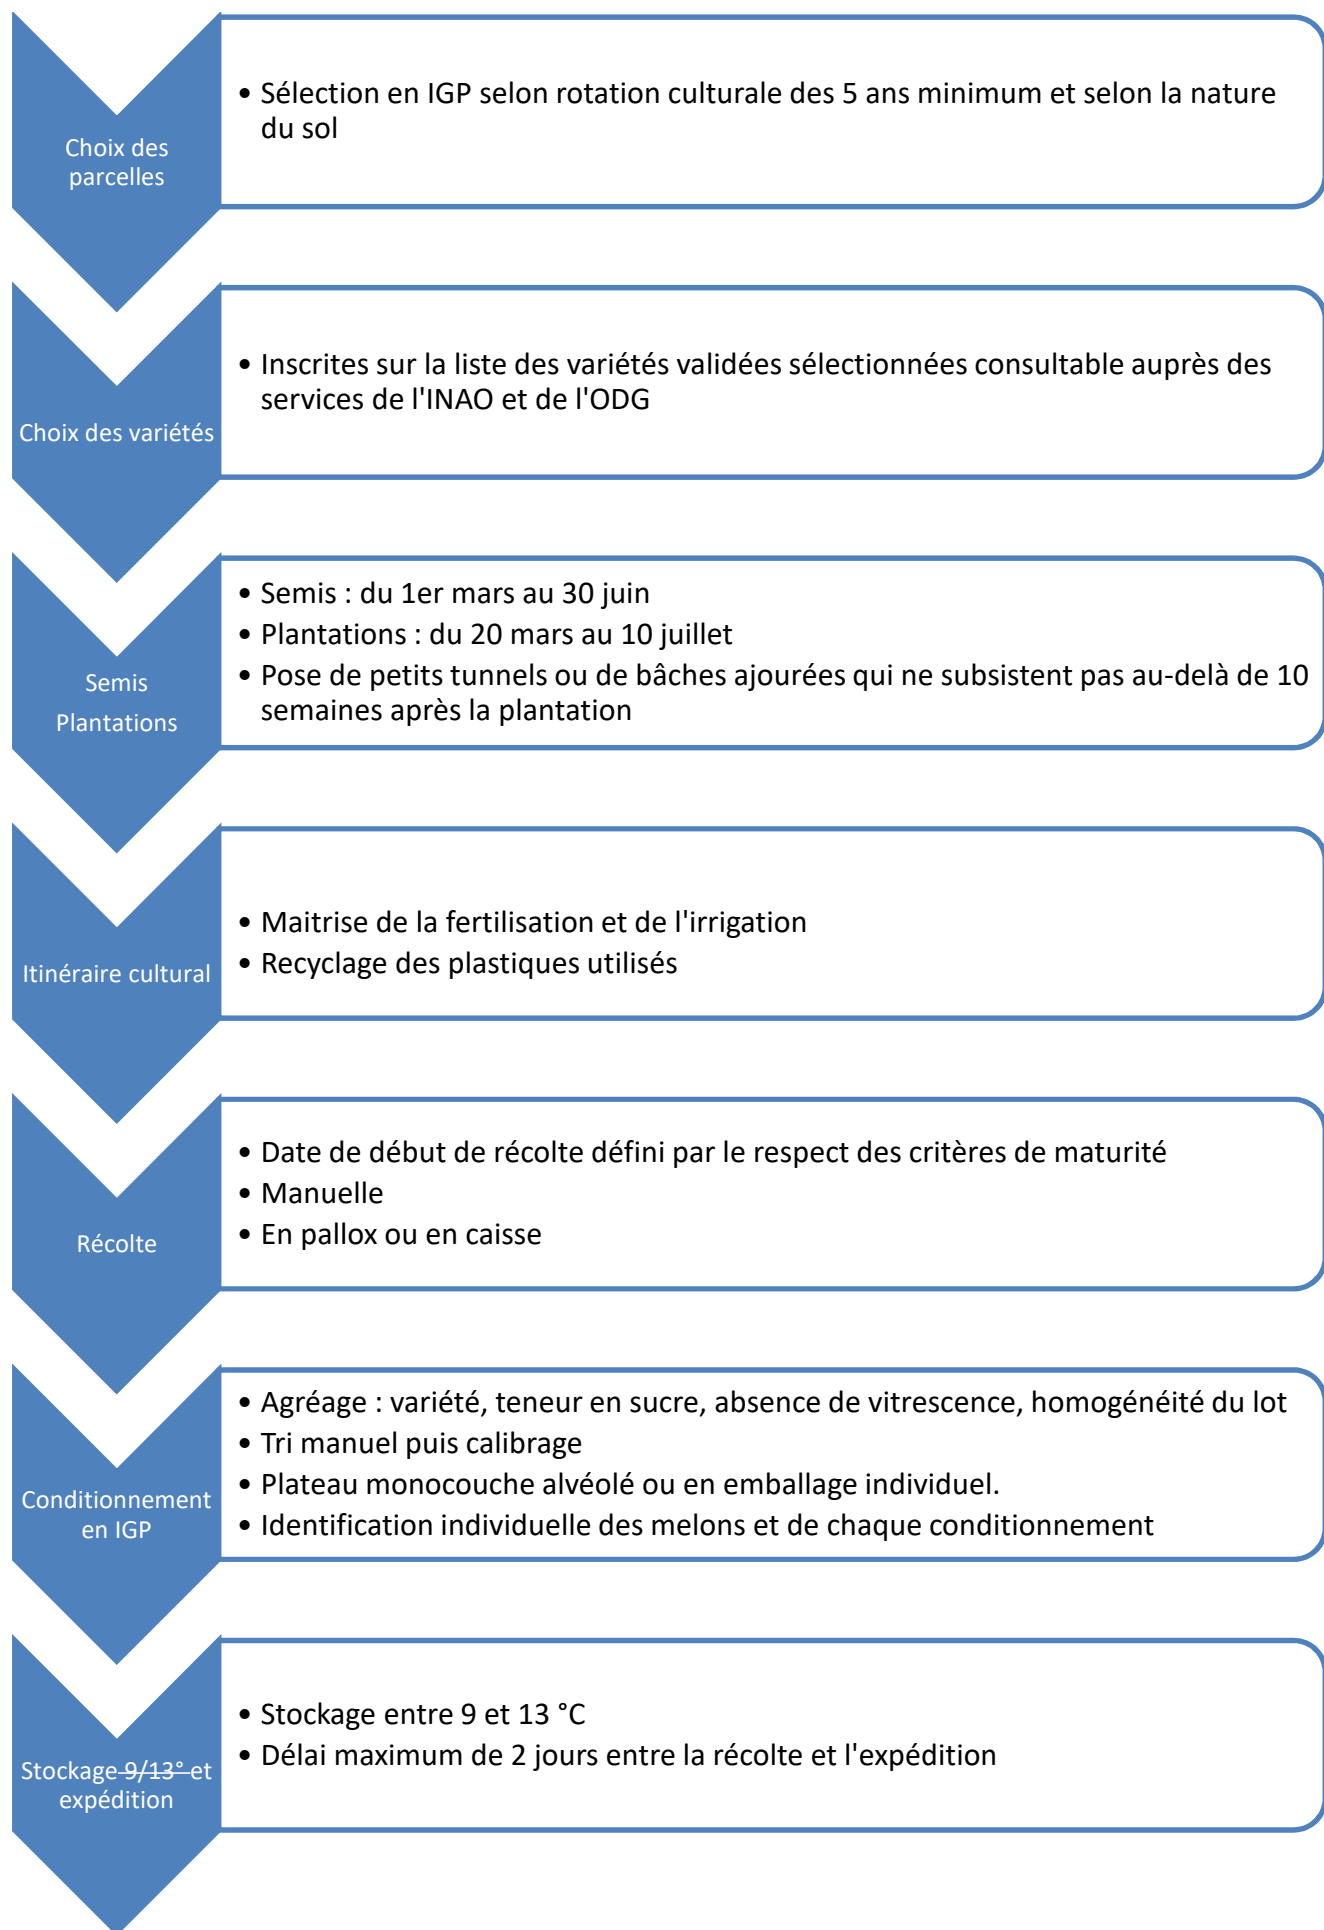 Choix des
parcelles
• Sélection en IGP selon rotation culturale des 5 ans minimum et selon la nature
du sol
Choix des variétés
• Inscrites sur la liste des variétés validées sélectionnées consultable auprès des
services de l'INAO et de l'ODG
Semis
Plantations
• Semis : du 1er mars au 30 juin
• Plantations : du 20 mars au 10 juillet
• Pose de petits tunnels ou de bâches ajourées qui ne subsistent pas au-delà de 10
semaines après la plantation
Itinéraire cultural
• Maitrise de la fertilisation et de l'irrigation
• Recyclage des plastiques utilisés
Récolte
• Date de début de récolte défini par le respect des critères de maturité
• Manuelle
• En pallox ou en caisse
Conditionnement
en IGP
• Agréage : variété, teneur en sucre, absence de vitrescence, homogénéité du lot
• Tri manuel puis calibrage
• Plateau monocouche alvéolé ou en emballage individuel.
• Identification individuelle des melons et de chaque conditionnement
Stockage 9/13° et
expédition
• Stockage entre 9 et 13 °C
• Délai maximum de 2 jours entre la récolte et l'expédition